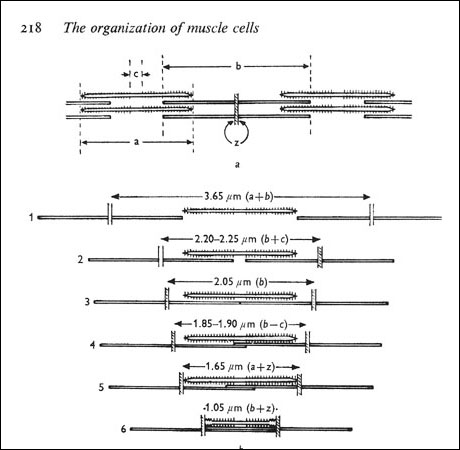 218 The organization of muscle cells
b
c
a
z
a
3.65 μm (a+b)
1
2.20–2.25 μm (b+c)
2
2.05 μm (b)
3
1.85–1.90 μm (b–c)
4
1.65 μm (a+z)
5
1.05 μm (b+z)
6